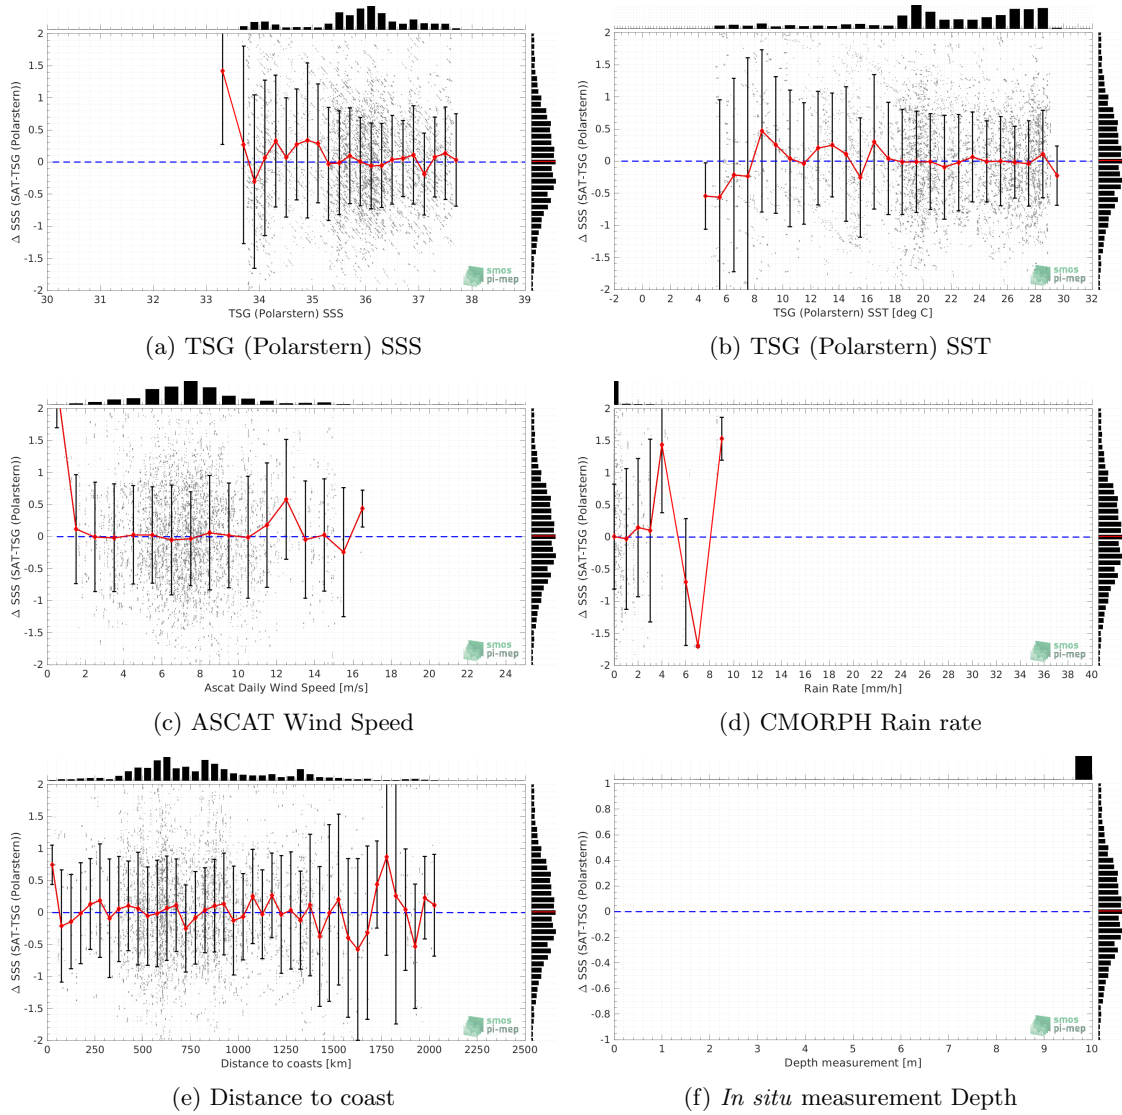 2
1.5
1
0.5
0
-0.5
-1
-1.5
-2
Δ SSS (SAT-TSG (Polarstern))
30 31 32 33 34 35 36 37 38 39
TSG (Polarstern) SSS
smos
pi-mep
(a) TSG (Polarstern) SSS
2
1.5
1
0.5
0
-0.5
-1
-1.5
-2
Δ SSS (SAT-TSG (Polarstern))
-2 0 2 4 6 8 10 12 14 16 18 20 22 24 26 28 30 32
TSG (Polarstern) SST [deg C]
smos
pi-mep
(b) TSG (Polarstern) SST
2
1.5
1
0.5
0
-0.5
-1
-1.5
-2
Δ SSS (SAT-TSG (Polarstern))
0 2 4 6 8 10 12 14 16 18 20 22 24
Ascat Daily Wind Speed [m/s]
smos
pi-mep
(c) ASCAT Wind Speed
2
1.5
1
0.5
0
-0.5
-1
-1.5
-2
Δ SSS (SAT-TSG (Polarstern))
0 2 4 6 8 10 12 14 16 18 20 22 24 26 28 30 32 34 36 38 40
Rain Rate [mm/h]
smos
pi-mep
(d) CMORPH Rain rate
2
1.5
1
0.5
0
-0.5
-1
-1.5
-2
Δ SSS (SAT-TSG (Polarstern))
0 250 500 750 1000 1250 1500 1750 2000 2250 2500
Distance to coasts [km]
smos
pi-mep
(e) Distance to coast
1
0.8
0.6
0.4
0.2
0
-0.2
-0.4
-0.6
-0.8
-1
Δ SSS (SAT-TSG (Polarstern))
0 1 2 3 4 5 6 7 8 9 10
Depth measurement [m]
smos
pi-mep
(f) In situ measurement Depth